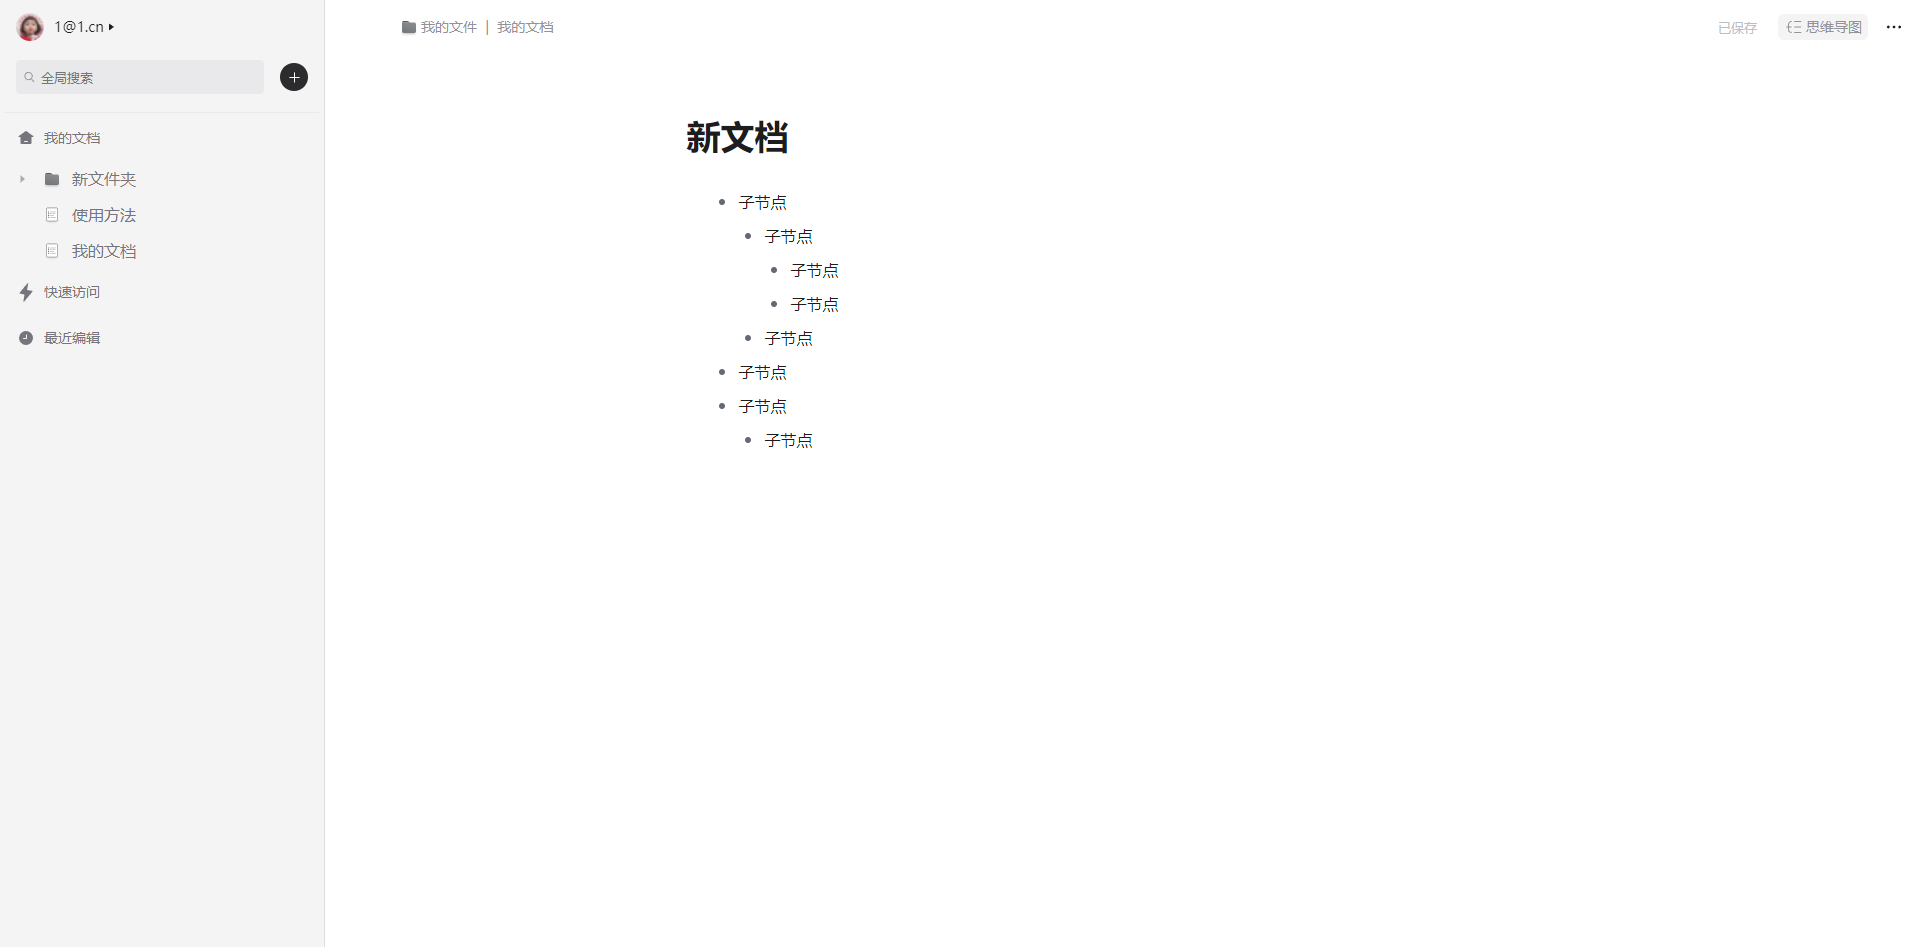 1@1.cn
全局搜索
我的文档
新文件夹
使用方法
我的文档
快速访问
最近编辑
我的文件 | 我的文档
已保存
思维导图
新文档
子节点
子节点
子节点
子节点
子节点
子节点
子节点
子节点